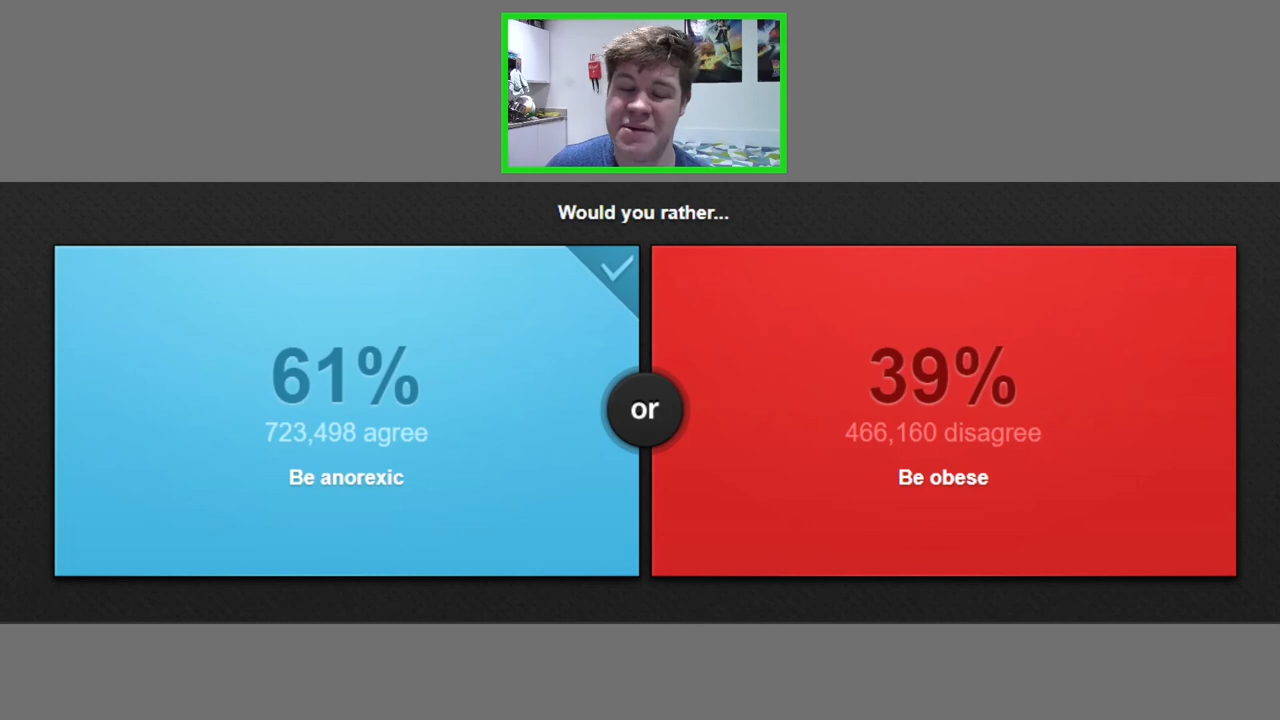 Would you rather...
61%
723,498 agree
Be anorexic
or
39%
466,160 disagree
Be obese